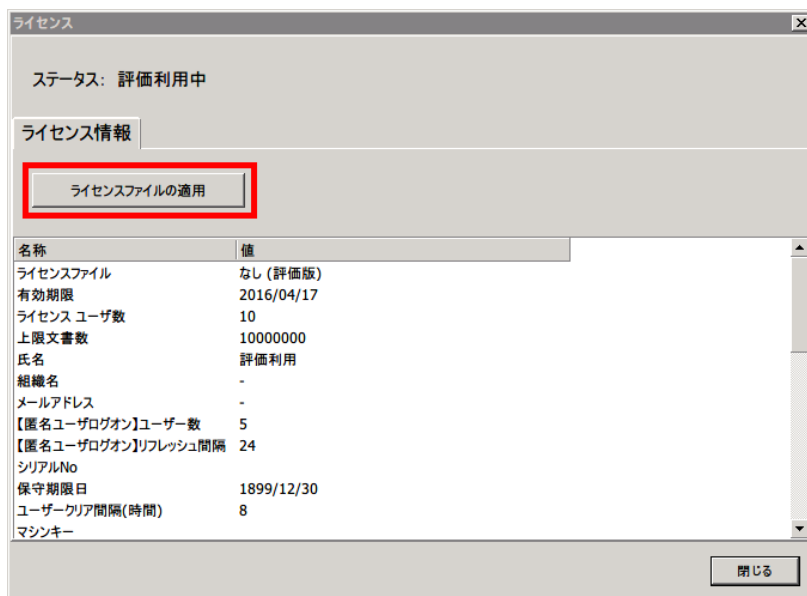 ライセンス
ステータス: 評価利用中
ライセンス情報
ライセンスファイルの適用
名称 値
ライセンスファイル なし (評価版)
有効期限 2016/04/17
ライセンス ユーザ数 10
上限文書数 10000000
氏名 評価利用
組織名 -
メールアドレス -
【匿名ユーザログオン】ユーザー数 5
【匿名ユーザログオン】リフレッシュ間隔 24
シリアルNo
保守期限日 1899/12/30
ユーザークリア間隔(時間) 8
マシンキー
閉じる